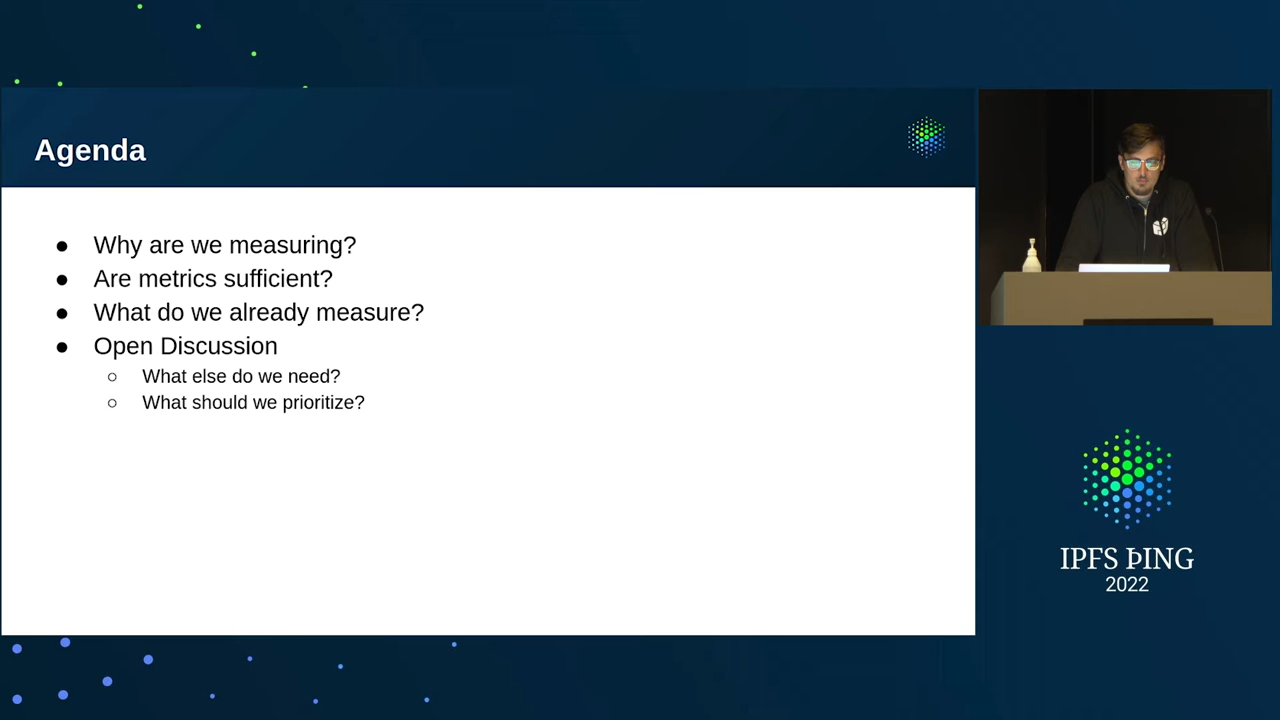 Agenda
● Why are we measuring?
● Are metrics sufficient?
● What do we already measure?
● Open Discussion
○ What else do we need?
○ What should we prioritize?
IPFS ÞING
2022